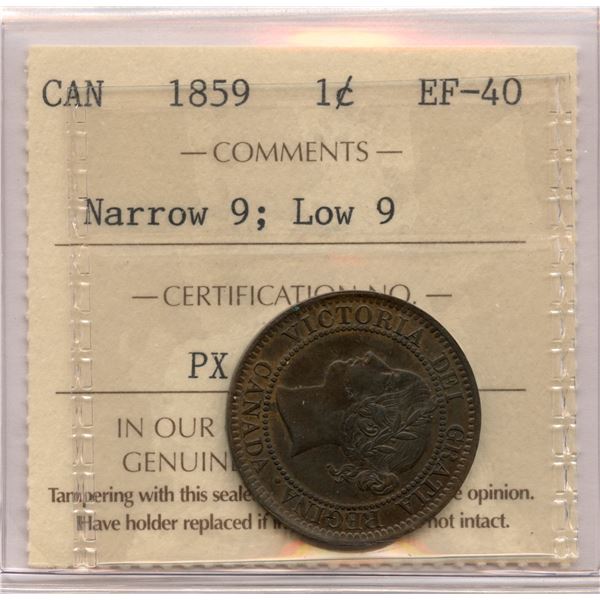 CAN 1859 1¢ EF-40
— COMMENTS —
Narrow 9; Low 9
— CERTIFICATION NO. —
PX
IN OUR
GENUINE
Tampering with this sealed opinion.
Have holder replaced if not intact.
VICTORIA DEI GRATIA REGINA. CANADA